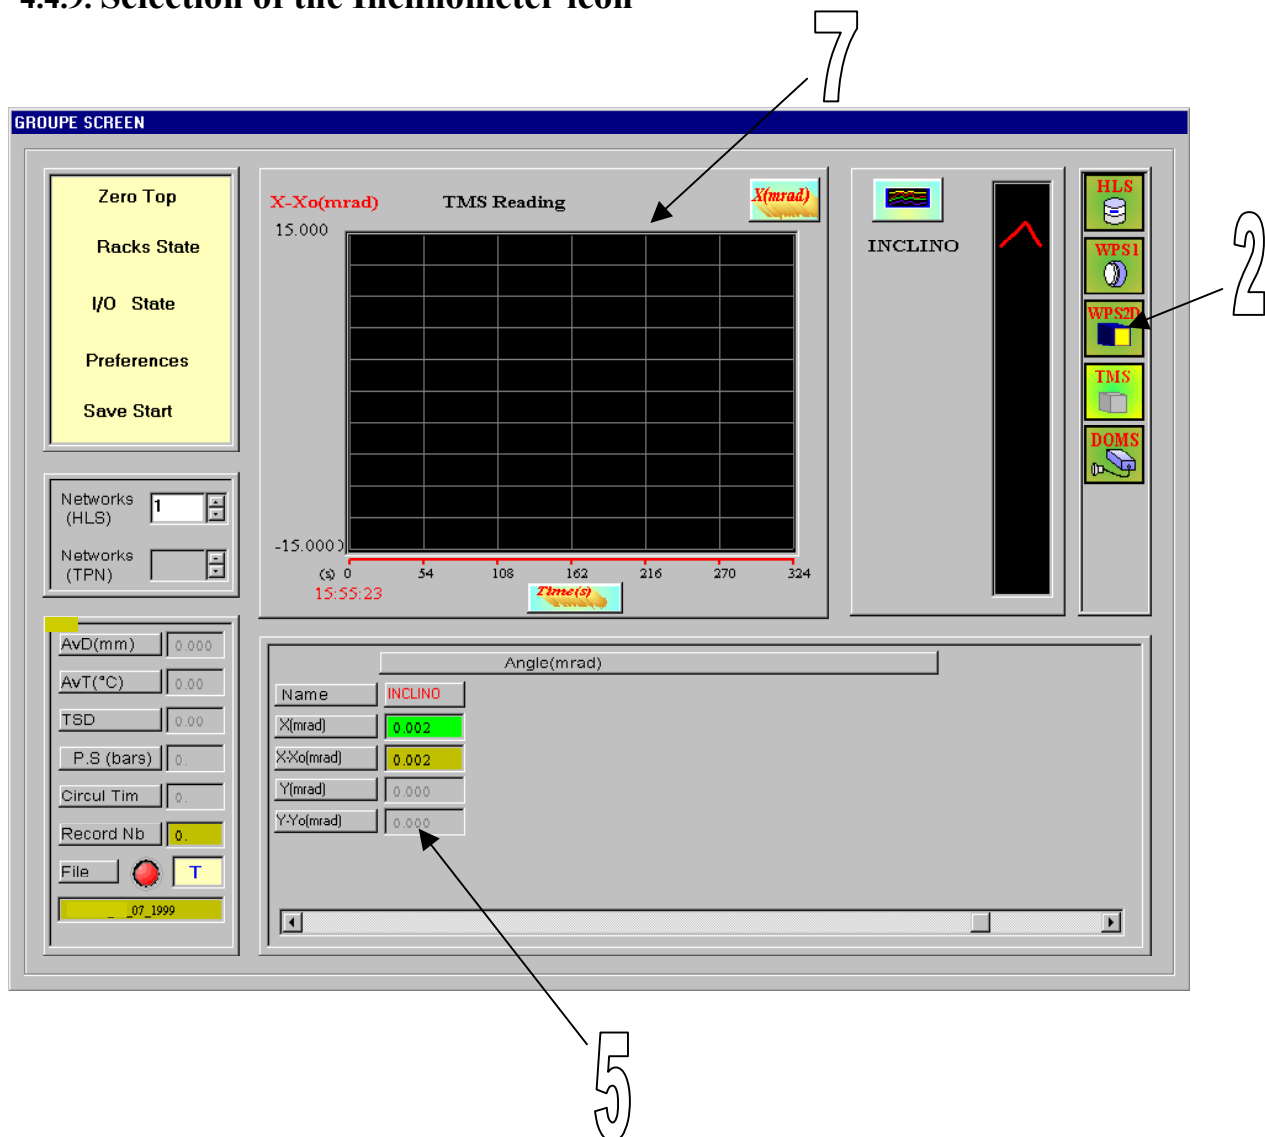 4.4.9. Selection of the Inclinometer icon
7
GROUPE SCREEN
Zero Top
Racks State
I/O State
Preferences
Save Start
X-Xo(mrad)
TMS Reading
X(mrad)
15.000
-15.000
(s) 0 54 108 162 216 270 324
15:55:23
Time(s)
INCLINO
HLS
WPS1
WPS2D
TMS
DOMS
2
Networks (HLS) 1
Networks (TPN)
AvD(mm) 0.000
AvT(°C) 0.00
TSD 0.00
P.S (bars) 0.
Circul Tim 0.
Record Nb 0.
File T
_ _07_1999
Angle(mrad)
Name INCLINO
X(mrad) 0.002
X-Xo(mrad) 0.002
Y(mrad) 0.000
Y-Yo(mrad) 0.000
5